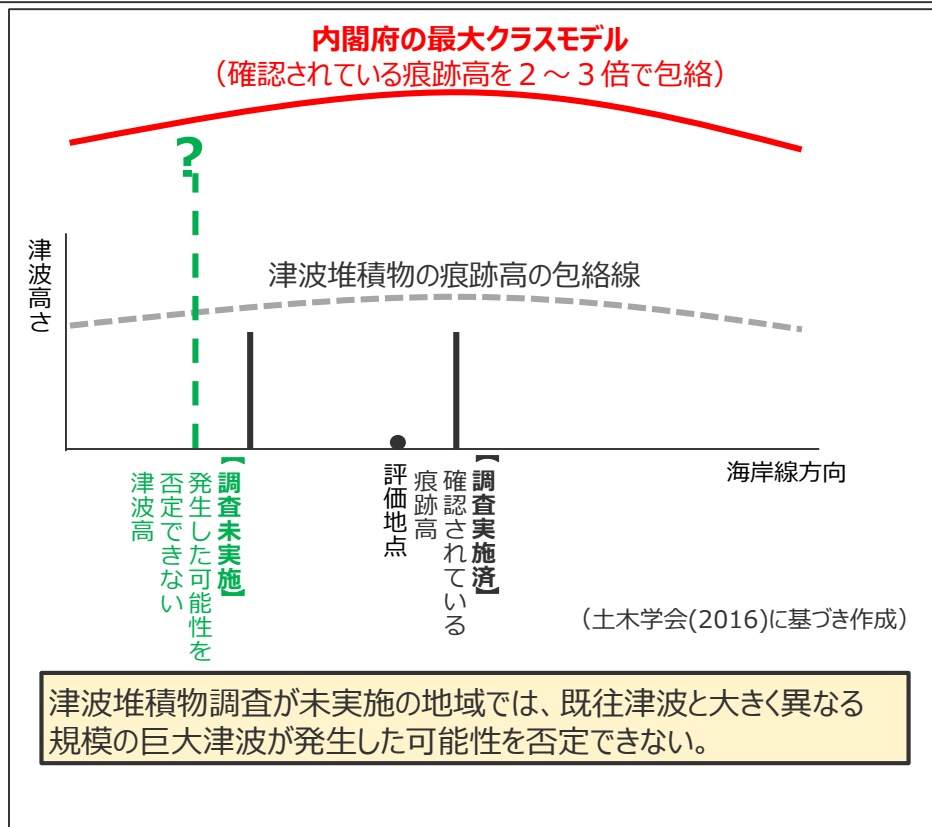 内閣府の最大クラスモデル
（確認されている痕跡高を２～３倍で包絡）
?
津波高さ
津波堆積物の痕跡高の包絡線
海岸線方向
【調査未実施】
発生した可能性を
否定できない
津波高
評価地点
【調査実施済】
確認されている
痕跡高
（土木学会(2016)に基づき作成）
津波堆積物調査が未実施の地域では、既往津波と大きく異なる
規模の巨大津波が発生した可能性を否定できない。